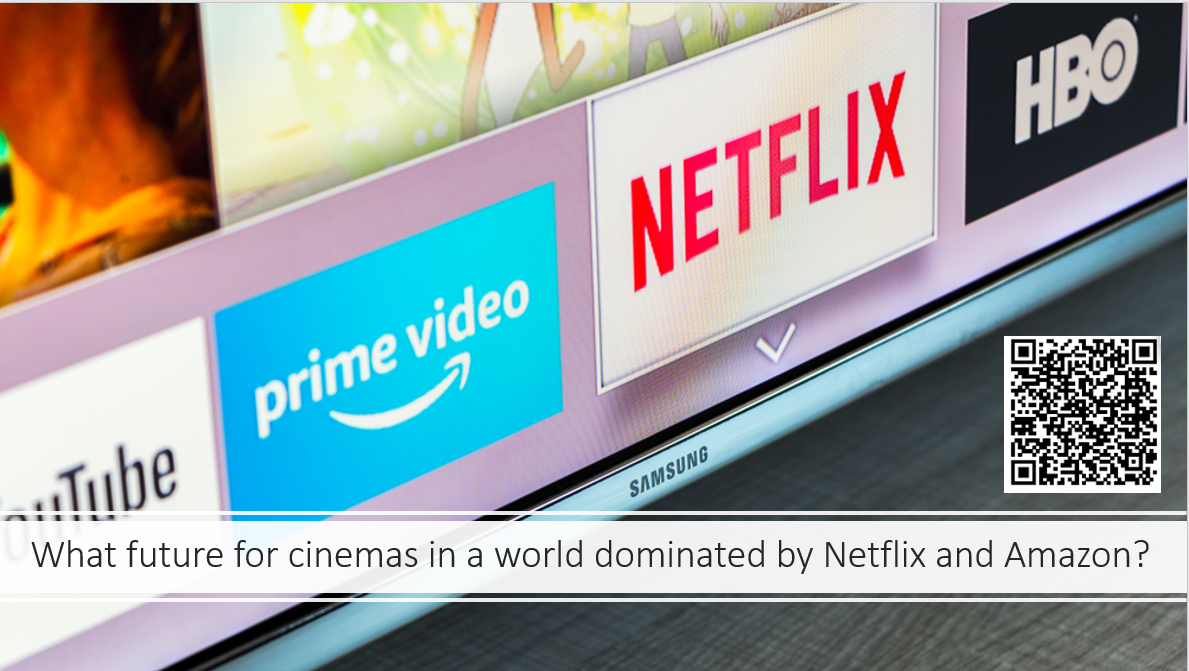 HBO
NETFLIX
prime video
YouTube
SAMSUNG
What future for cinemas in a world dominated by Netflix and Amazon?